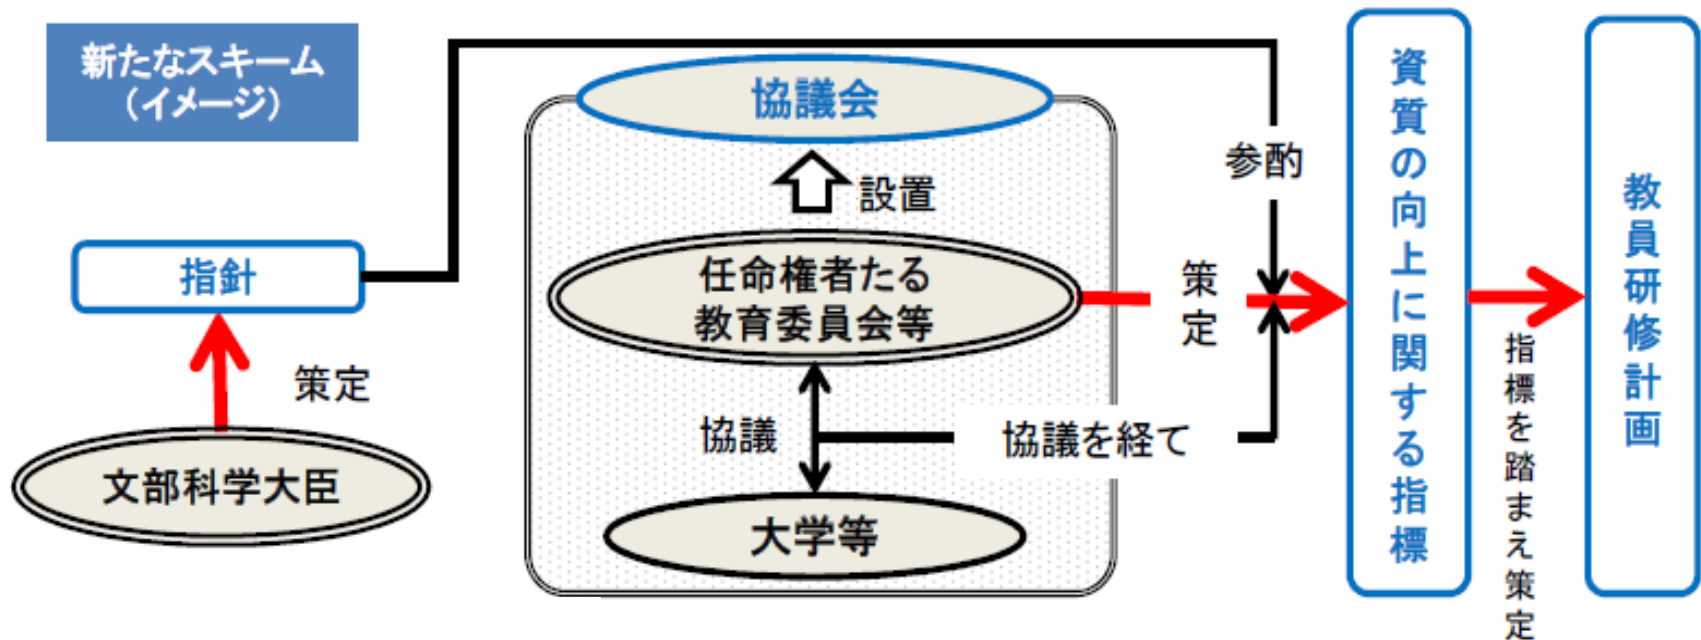 新たなスキーム
（イメージ）
協議会
設置
参酌
指針
任命権者たる
教育委員会等
策定
策定
協議
協議を経て
文部科学大臣
大学等
資質の向上に関する指標
指標を踏まえ策定
教員研修計画